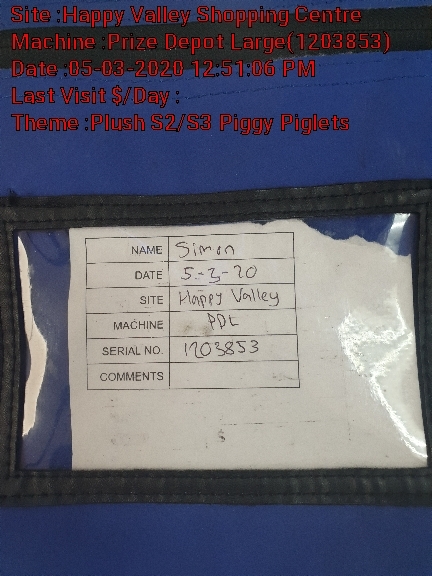 Site :Happy Valley Shopping Centre
Machine :Prize Depot Large(1203853)
Date :05-03-2020 12:51:06 PM
Last Visit $/Day :
Theme :Plush S2/S3 Piggy Piglets
NAME Simon
DATE 5-3-20
SITE Happy Valley
MACHINE PDL
SERIAL NO. 1203853
COMMENTS